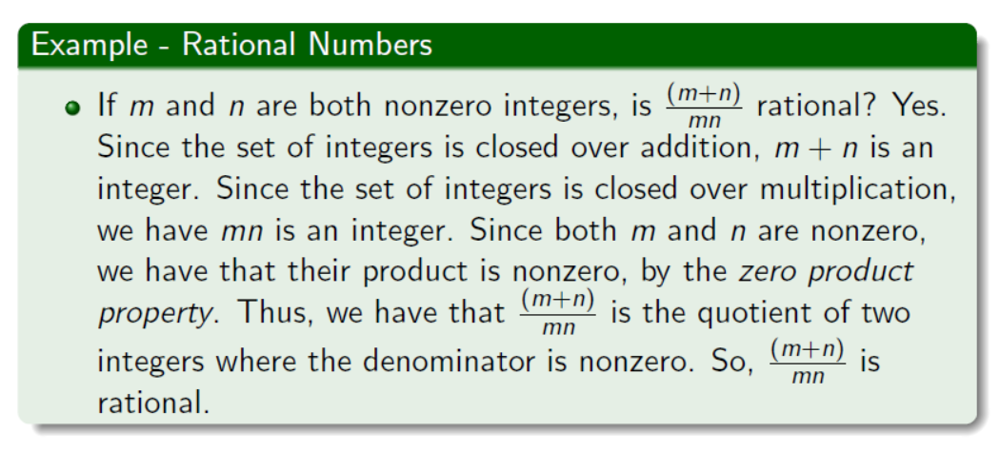 Example - Rational Numbers
If m and n are both nonzero integers, is (m+n)/mn rational? Yes.
Since the set of integers is closed over addition, m + n is an
integer. Since the set of integers is closed over multiplication,
we have mn is an integer. Since both m and n are nonzero,
we have that their product is nonzero, by the zero product
property. Thus, we have that (m+n)/mn is the quotient of two
integers where the denominator is nonzero. So, (m+n)/mn is
rational.